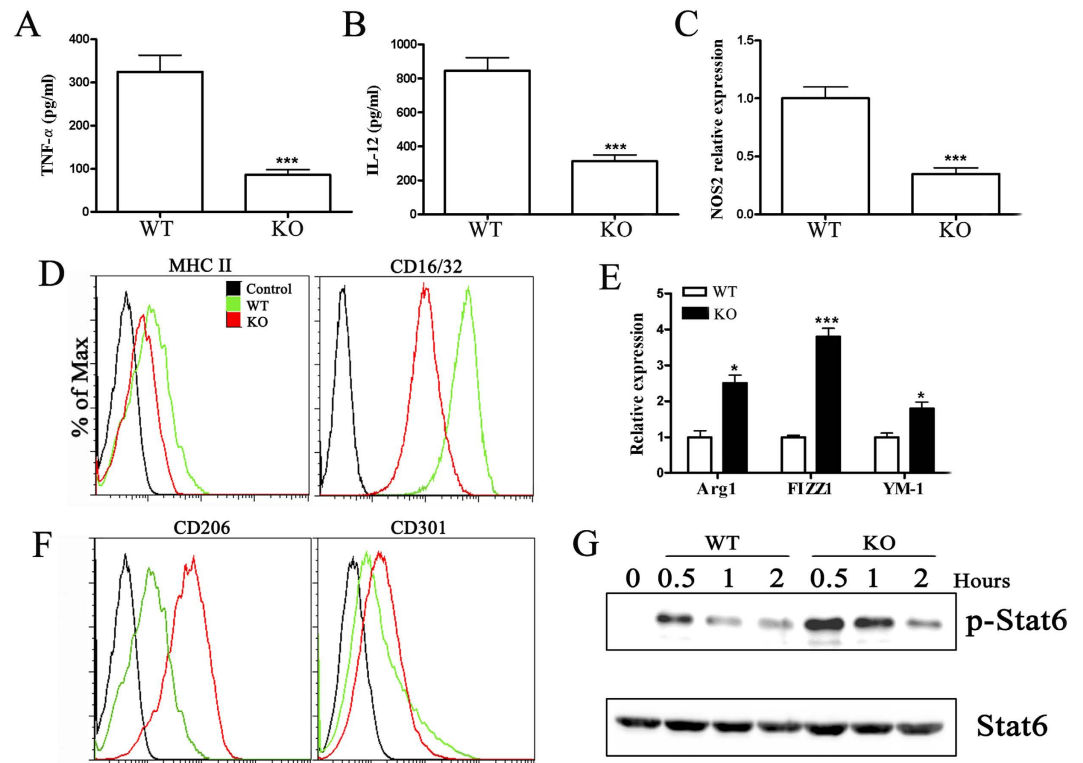 A
TNF-α (pg/ml)
400
300
200
100
0
***
WT
KO
B
IL-12 (pg/ml)
1000
800
600
400
200
0
***
WT
KO
C
NOS2 relative expression
1.5
1.0
0.5
0.0
***
WT
KO
D
MHC II
CD16/32
Control
WT
KO
% of Max
E
WT
KO
Relative expression
5
4
3
2
1
0
*
***
*
Arg1
FIZZ1
YM-1
F
CD206
CD301
G
WT
KO
0 0.5 1 2 0.5 1 2 Hours
p-Stat6
Stat6